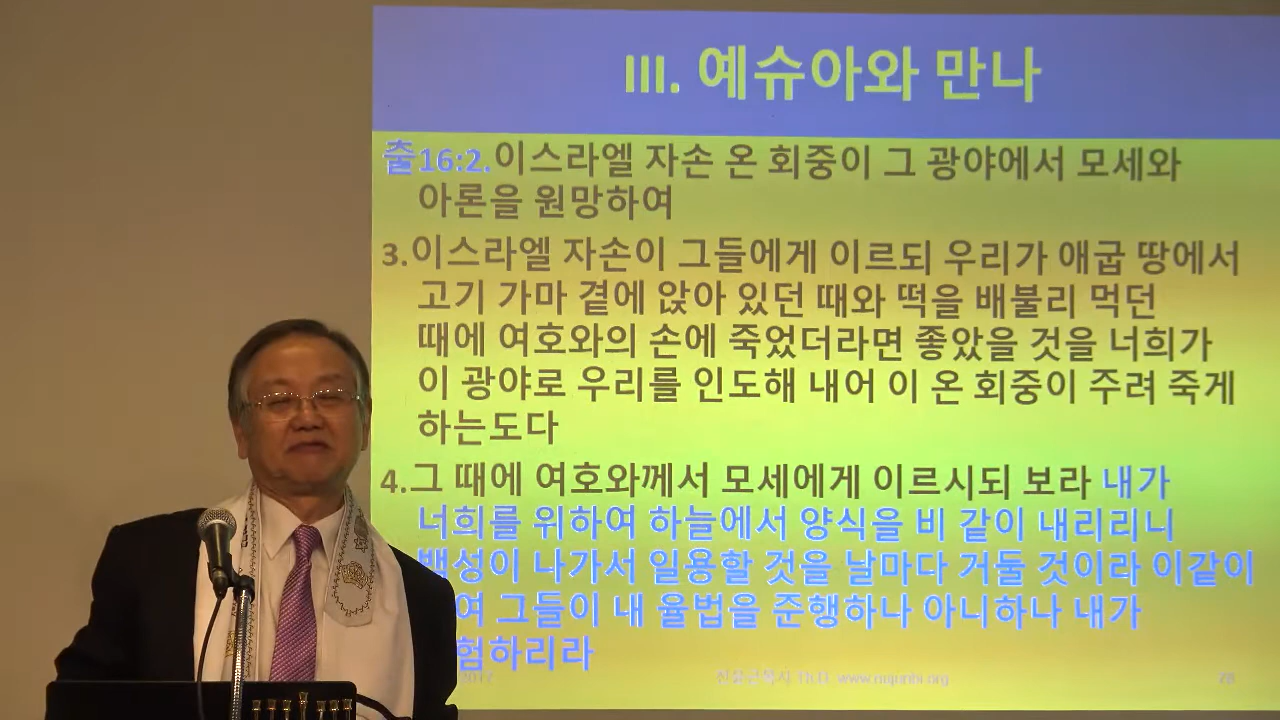 III. 예슈아와 만나
출16:2.이스라엘 자손 온 회중이 그 광야에서 모세와
아론을 원망하여
3.이스라엘 자손이 그들에게 이르되 우리가 애굽 땅에서
고기 가마 곁에 앉아 있던 때와 떡을 배불리 먹던
때에 여호와의 손에 죽었더라면 좋았을 것을 너희가
이 광야로 우리를 인도해 내어 이 온 회중이 주려 죽게
하는도다
4.그 때에 여호와께서 모세에게 이르시되 보라 내가
너희를 위하여 하늘에서 양식을 비 같이 내리리니
백성이 나가서 일용할 것을 날마다 거둘 것이라 이같이
여 그들이 내 율법을 준행하나 아니하나 내가
험하리라
2017
Th.D.
28